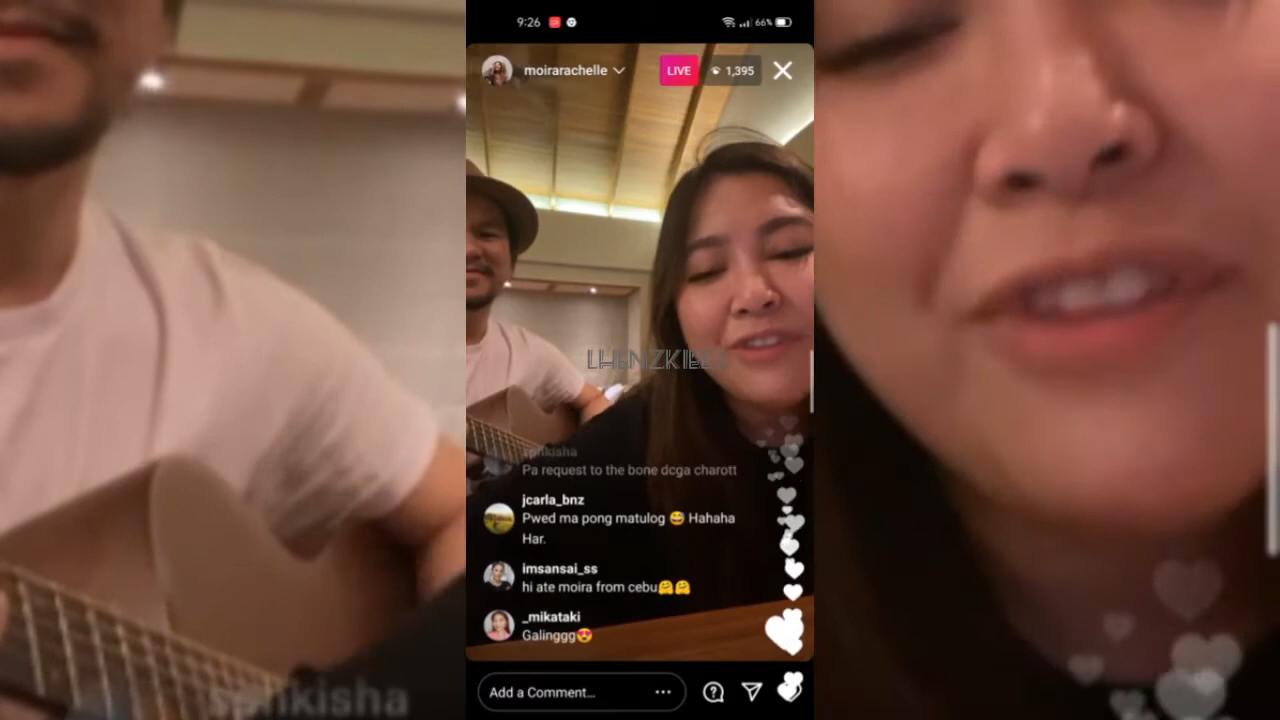 9:26
66%
moirarachelle
LIVE
1,395
LHENZKIE
spnkisha
Pa request to the bone dcga charott
jcarla_bnz
Pwed ma pong matulog 😅 Hahaha
Har.
imsansai_ss
hi ate moira from cebu🤗🤗
_mikataki
Galinggg😍
Add a Comment...